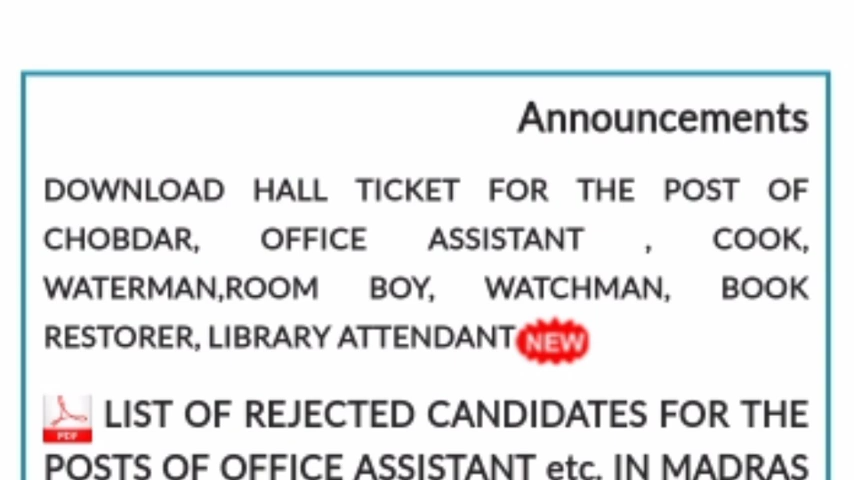 Announcements
DOWNLOAD HALL TICKET FOR THE POST OF
CHOBDAR, OFFICE ASSISTANT , COOK,
WATERMAN,ROOM BOY, WATCHMAN, BOOK
RESTORER, LIBRARY ATTENDANT NEW
PDF LIST OF REJECTED CANDIDATES FOR THE
POSTS OF OFFICE ASSISTANT etc. IN MADRAS